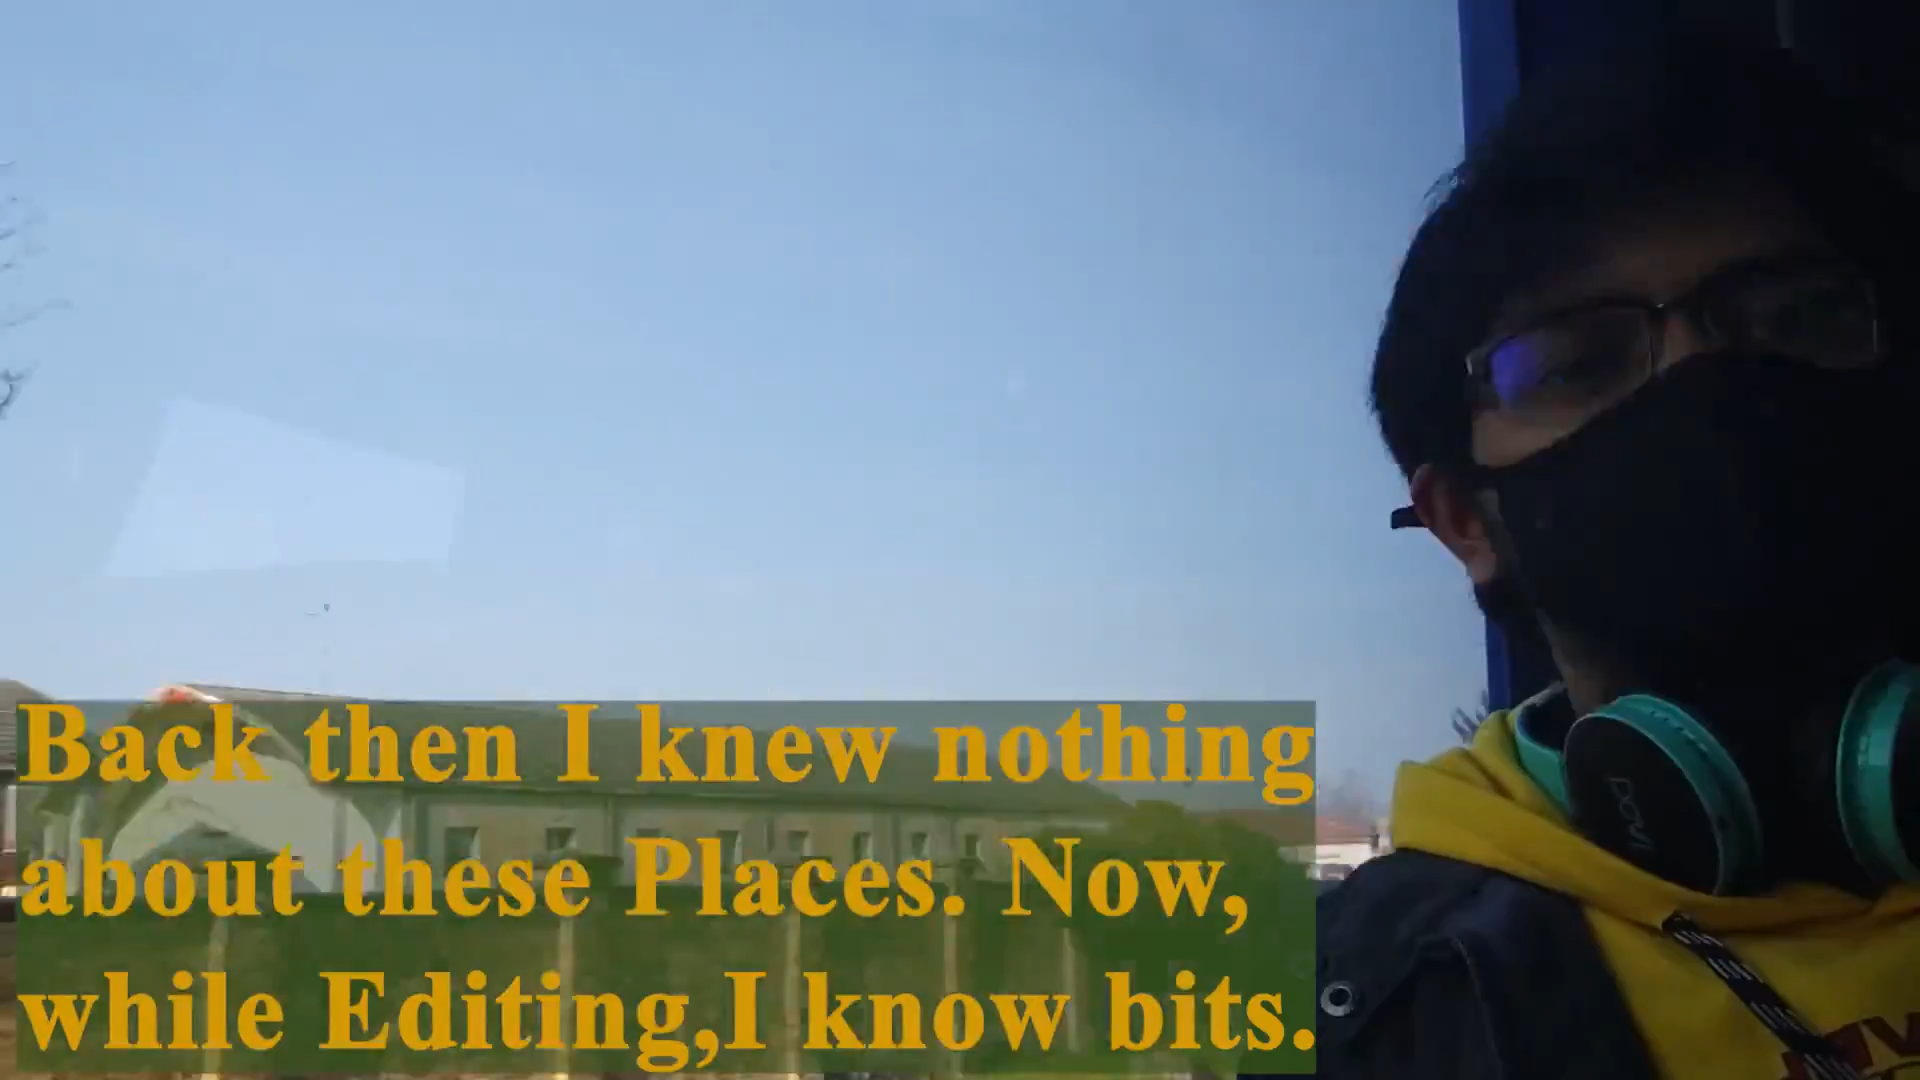 Back then I knew nothing
about these Places. Now,
while Editing,I know bits.